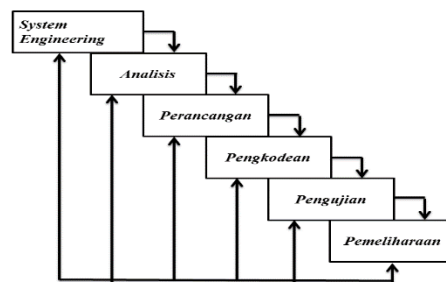 System
Engineering
Analisis
Perancangan
Pengkodean
Pengujian
Pemeliharaan